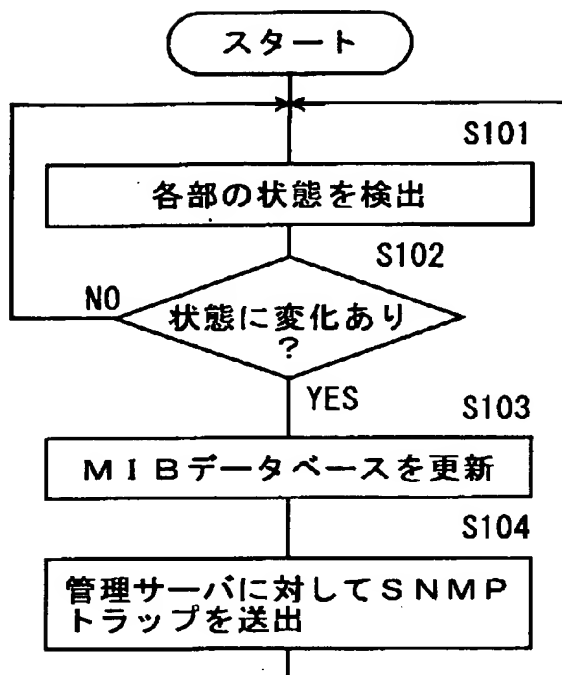 スタート
S101
各部の状態を検出
S102
NO
状態に変化あり
?
YES
S103
MIBデータベースを更新
S104
管理サーバに対してSNMP
トラップを送出